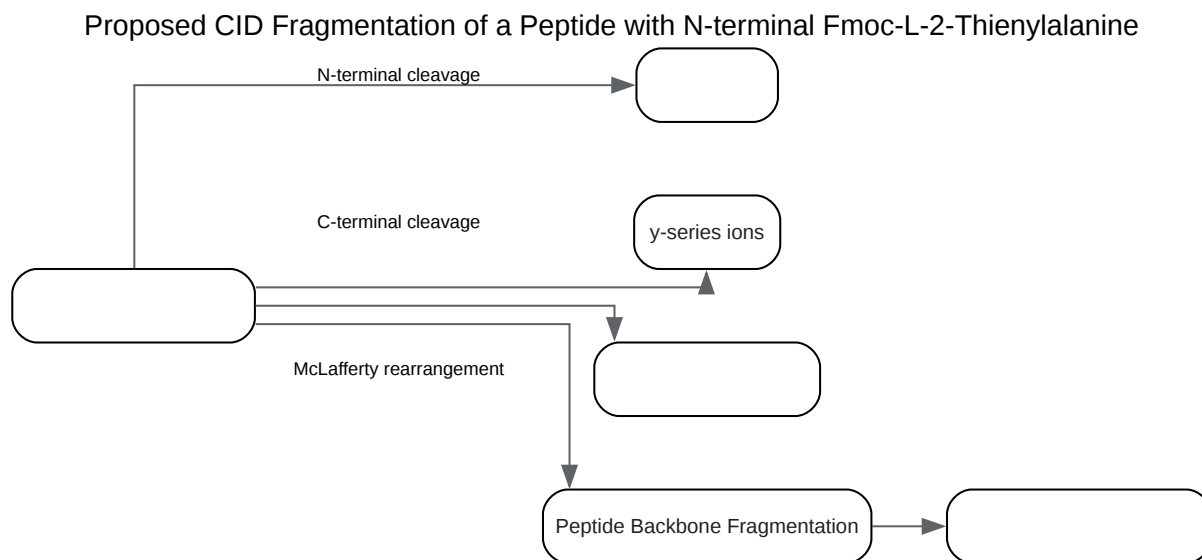 Proposed CID Fragmentation of a Peptide with N-terminal Fmoc-L-2-Thienylalanine
N-terminal cleavage
C-terminal cleavage
y-series ions
McLafferty rearrangement
Peptide Backbone Fragmentation